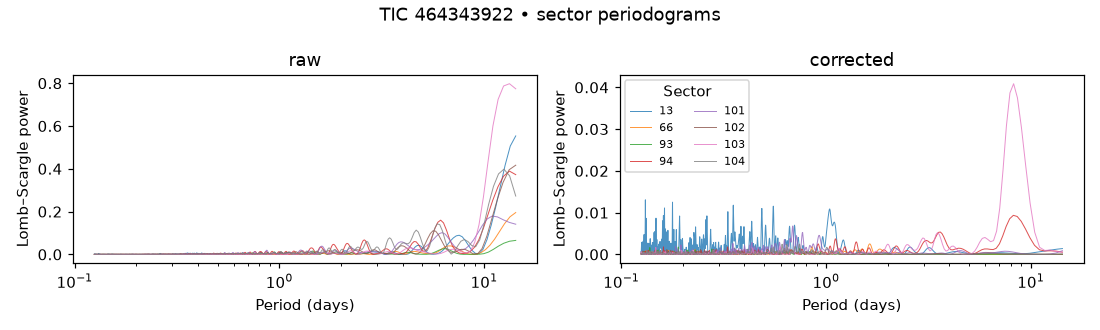 TIC 464343922 • sector periodograms
raw
Lomb–Scargle power
0.8
0.6
0.4
0.2
0.0
10⁻¹ 10⁰ 10¹
Period (days)
corrected
Lomb–Scargle power
0.04
0.03
0.02
0.01
0.00
Sector
13 101
66 102
93 103
94 104
10⁻¹ 10⁰ 10¹
Period (days)